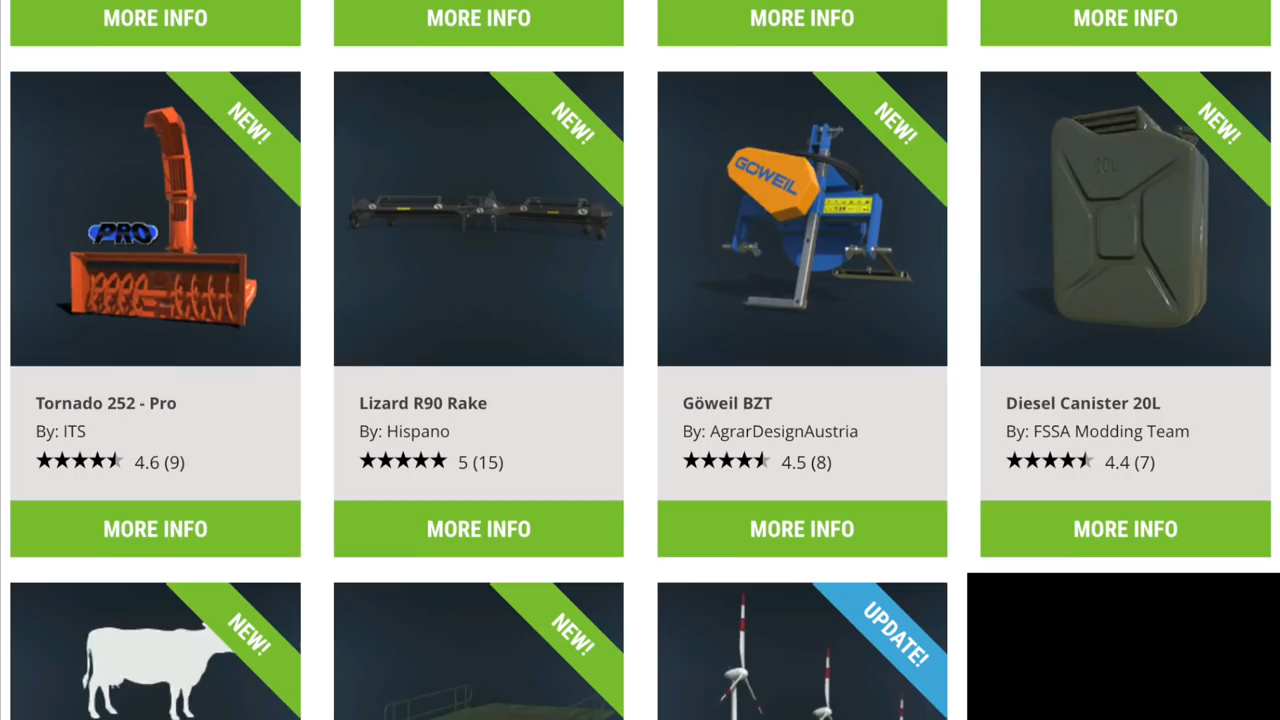 MORE INFO
MORE INFO
MORE INFO
MORE INFO
NEW!
PRO
Tornado 252 - Pro
By: ITS
4.6 (9)
MORE INFO
NEW!
Lizard R90 Rake
By: Hispano
5 (15)
MORE INFO
NEW!
GÖWEIL
Göweil BZT
By: AgrarDesignAustria
4.5 (8)
MORE INFO
NEW!
20L
Diesel Canister 20L
By: FSSA Modding Team
4.4 (7)
MORE INFO
NEW!
NEW!
UPDATE!